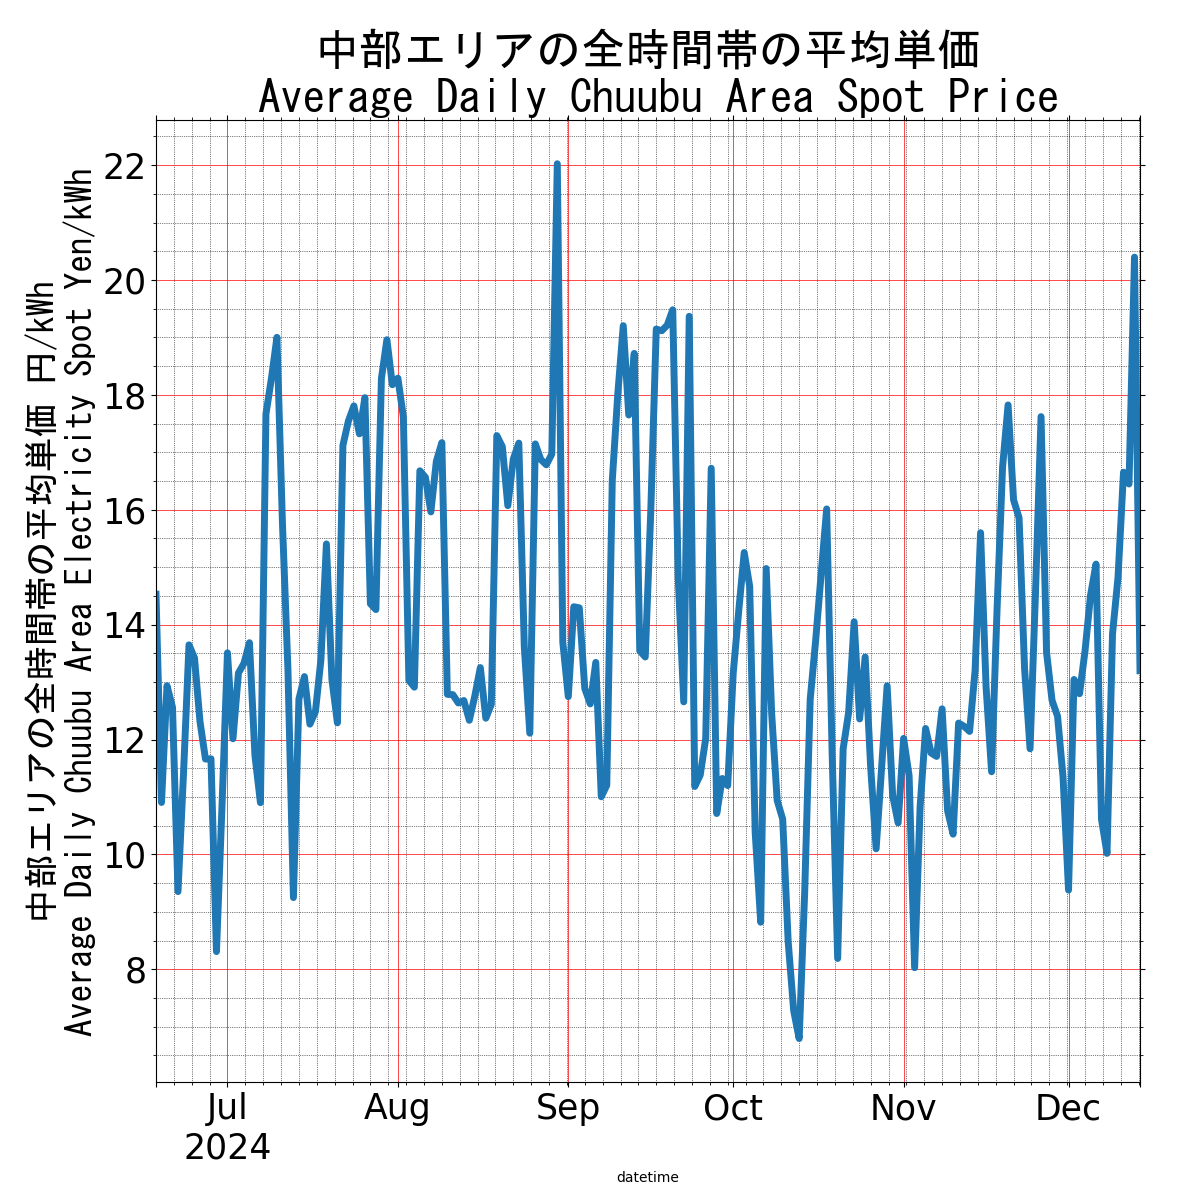 中部エリアの全時間帯の平均単価
Average Daily Chuubu Area Spot Price
中部エリアの全時間帯の平均単価 円/kWh
Average Daily Chuubu Area Electricity Spot Yen/kWh
22
20
18
16
14
12
10
8
Jul
2024
Aug
Sep
Oct
Nov
Dec
datetime